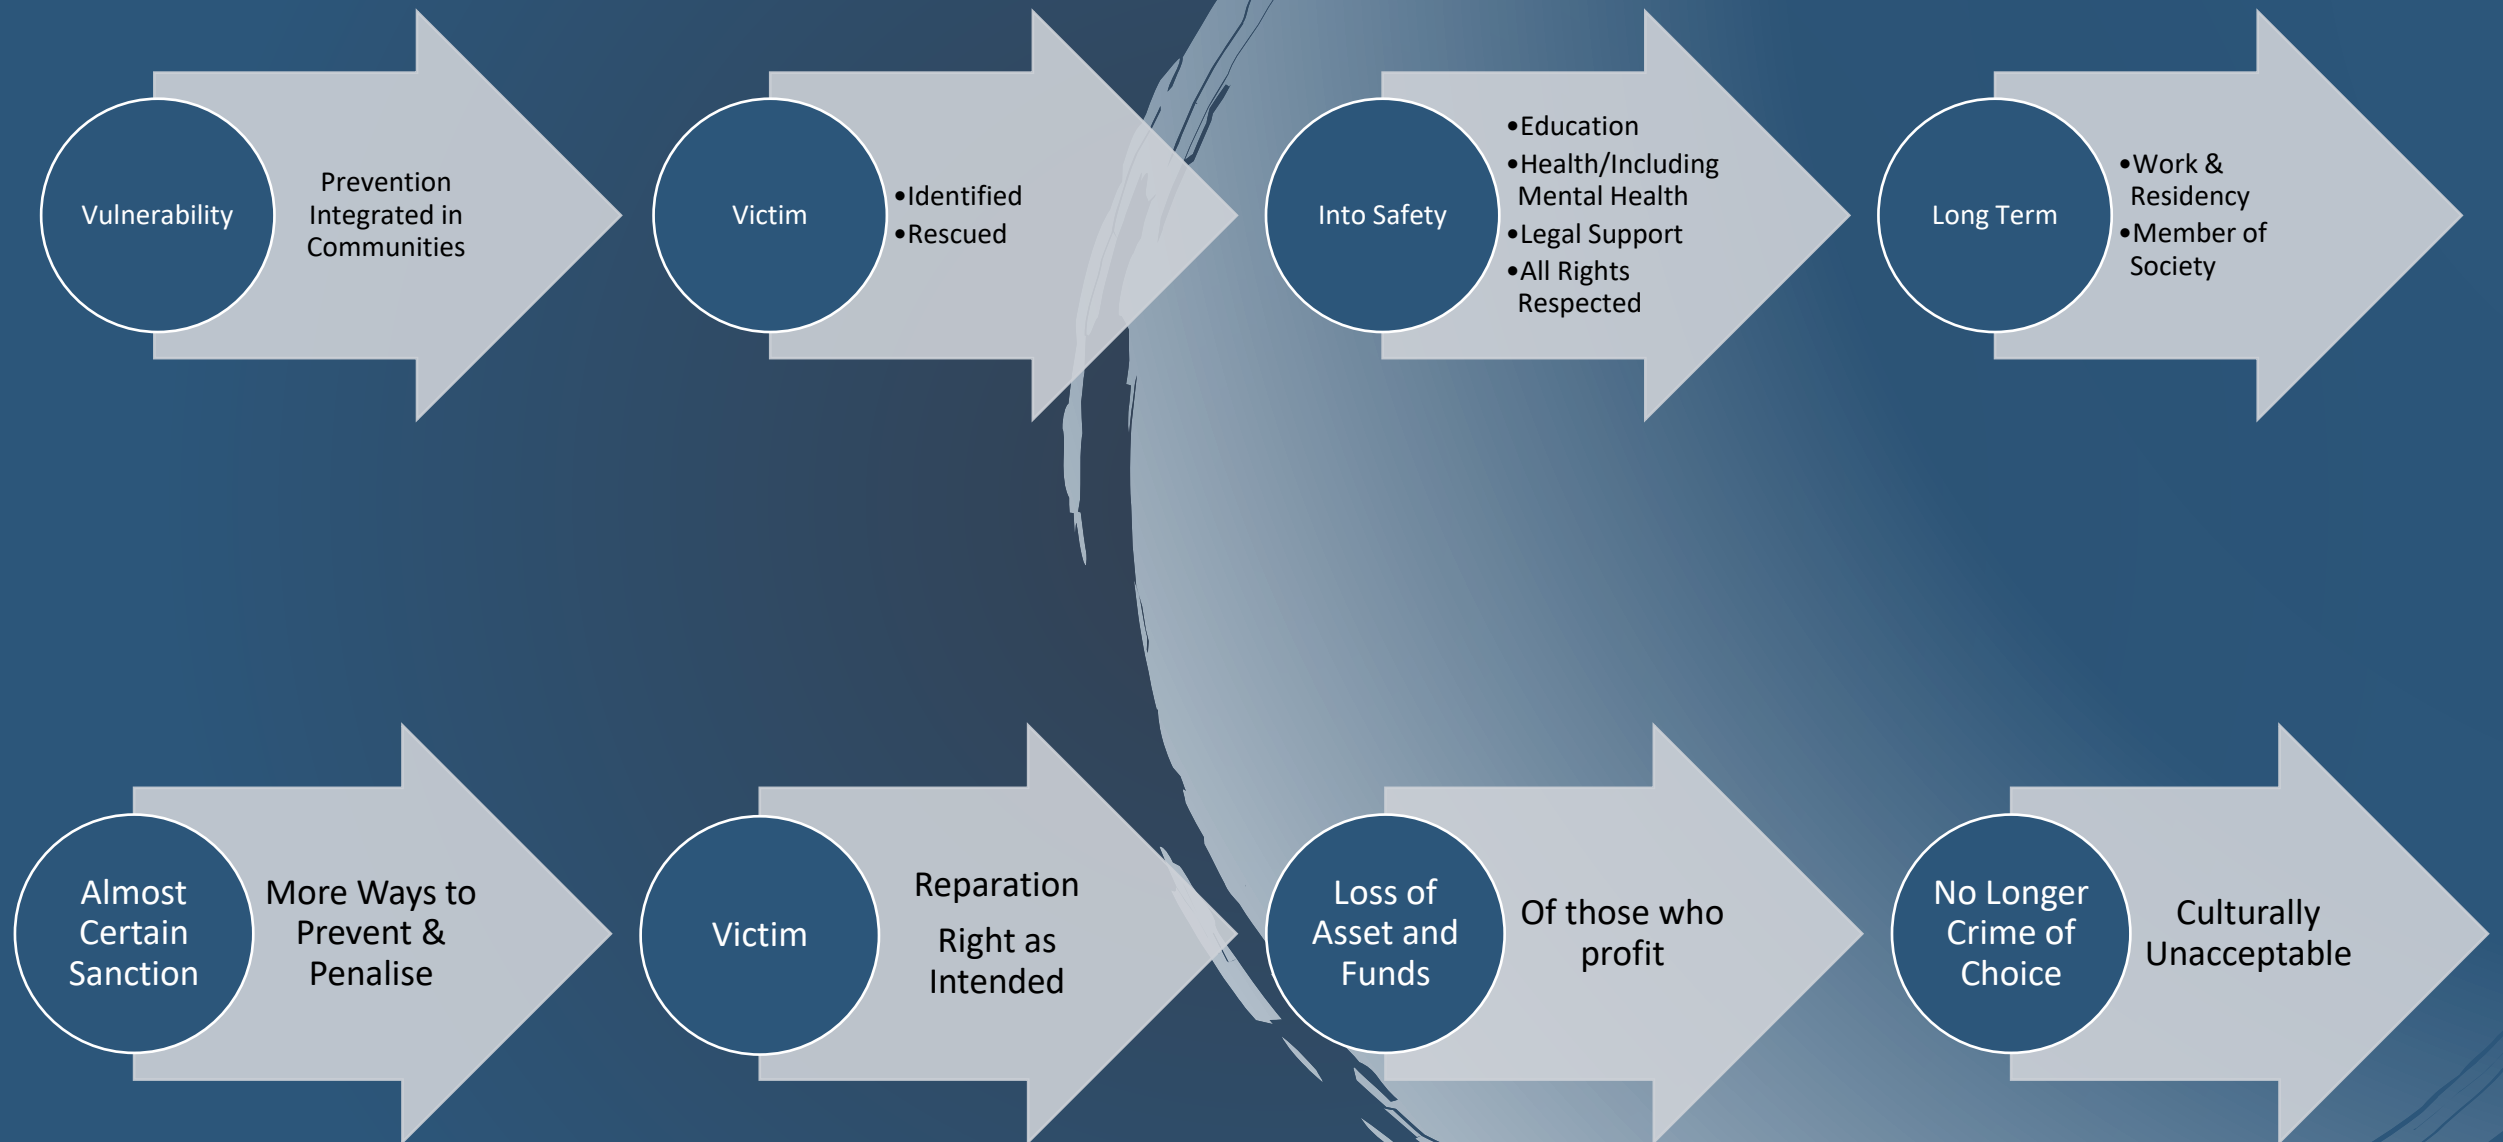 Vulnerability
Prevention
Integrated in
Communities
Victim
•Identified
•Rescued
Into Safety
•Education
•Health/Including
Mental Health
•Legal Support
•All Rights
Respected
Long Term
•Work &
Residency
•Member of
Society
Almost
Certain
Sanction
More Ways to
Prevent &
Penalise
Victim
Reparation
Right as
Intended
Loss of
Asset and
Funds
Of those who
profit
No Longer
Crime of
Choice
Culturally
Unacceptable